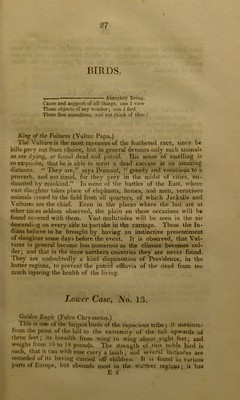 27
BIRDS.
Almighty Being,
Cause and support of all things, can I view
These objects of my wonder; can I feel
These fine sensations, and not think of thee!
King of the Vultures (Vultur Papa.)
The Vulture is the most ravenous of the feathered race, since he
kills prey not from choice, but in general devours only such animals
as are dying, or found dead and putrid. His sense of smelling is
so exquisite, that he is able to scent a dead carcase at an amazing
distance. "They are," says Pennant, "greedy and voracious to a
proverb, and not timid, for they prey in the midst of cities, un-
daunted by mankind." In some of the battles of the East, where
vast slaughter takes place of elephants, horses, and men, voracious
animals crowd to the field from all quarters, of which Jackalls and
Vultures are the chief. Even in the places where the last are at
other times seldom observed, the plain on these occasions will be
found covered with them. Vast multitudes will be seen in the air
descending on every side to partake in the carnage. These the In-
dians believe to be brought by having an instinctive presentiment
of slaughter some days before the event. It is observed, that Vul-
tures in general become less numerous as the climate becomes col-
der; and that in the more northern countries they are never found.
They are undoubtedly a kind dispensation of Providence, in the
hotter regions, to prevent the putrid effluvia of the dead from too
much injuring the health of the living.
Lower Case, No. 13.
Golden Eagle (Falco Chrysaetos.)
This is one of the largest birds of the rapacious tribe; it measures
from the point of the bill to the extremity of the tail upwards of
three feet; its breadth from wing to wing about eight feet; and
weighs from 16 to 18 pounds. The strength of this noble bird is
such, that it can with ease carry a lamb; and several instances are
recorded of its having carried off children. It is found in various
parts of Europe, but abounds most in the warmer regions; it has
E 2